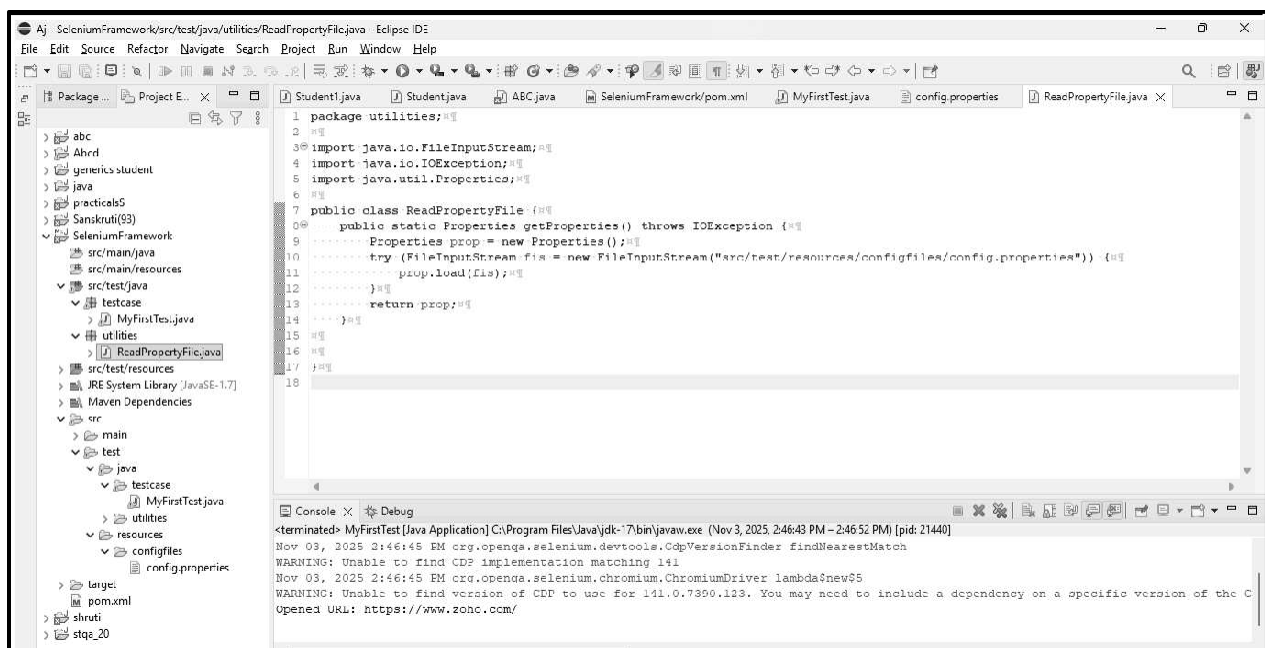 Aj - SeleniumFramework/src/test/java/utilities/ReadPropertyFile.java - Eclipse IDE
File Edit Source Refactor Navigate Search Project Run Window Help
Package ... Project E...
Student1.java Student.java ABC.java SeleniumFramework/pom.xml MyFirstTest.java config.properties ReadPropertyFile.java
abc
Abcd
generics student
java
practicals5
Sanskruti(93)
SeleniumFramework
src/main/java
src/main/resources
src/test/java
testcase
MyFirstTest.java
utilities
ReadPropertyFile.java
src/test/resources
JRE System Library [JavaSE-1.7]
Maven Dependencies
src
main
test
java
testcase
MyFirstTest.java
utilities
resources
configfiles
config.properties
target
pom.xml
shruti
stqa_20
1 package utilities;
2
3 import java.io.FileInputStream;
4 import java.io.IOException;
5 import java.util.Properties;
6
7 public class ReadPropertyFile {
8 public static Properties getProperties() throws IOException {
9 Properties prop = new Properties();
10 try (FileInputStream fis = new FileInputStream("src/test/resources/configfiles/config.properties")) {
11 prop.load(fis);
12 }
13 return prop;
14 }
15
16
17 }
18
Console Debug
<terminated> MyFirstTest [Java Application] C:\Program Files\Java\jdk-17\bin\javaw.exe (Nov 3, 2025, 2:46:43 PM – 2:46:52 PM) [pid: 21440]
Nov 03, 2025 2:46:45 PM org.openqa.selenium.devtools.CdpVersionFinder findNearestMatch
WARNING: Unable to find CDP implementation matching 141
Nov 03, 2025 2:46:45 PM org.openqa.selenium.chromium.ChromiumDriver lambda$new$5
WARNING: Unable to find version of CDP to use for 141.0.7390.123. You may need to include a dependency on a specific version of the C
Opened URL: https://www.zoho.com/